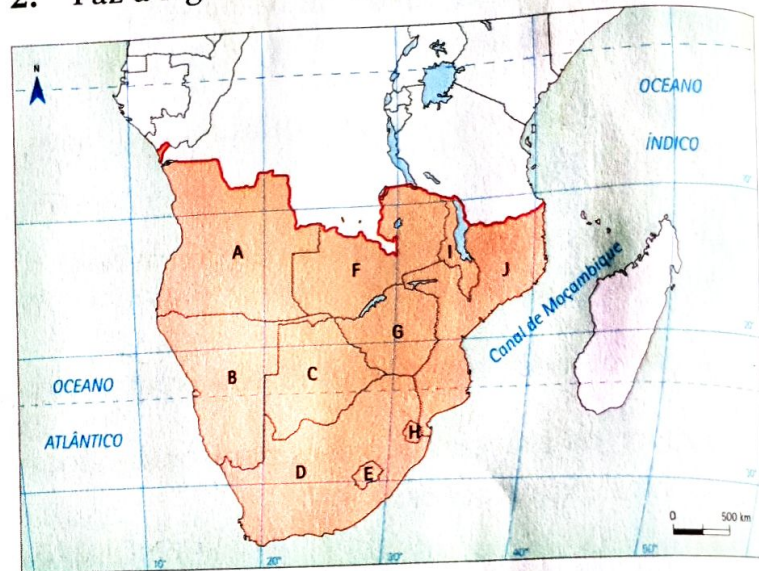 2.
N
OCEANO
ÍNDICO
A
F
I
J
Canal de Moçambique
G
B
C
OCEANO
ATLÂNTICO
H
D
E
0 500 km
10° 20° 30° 40° 50°